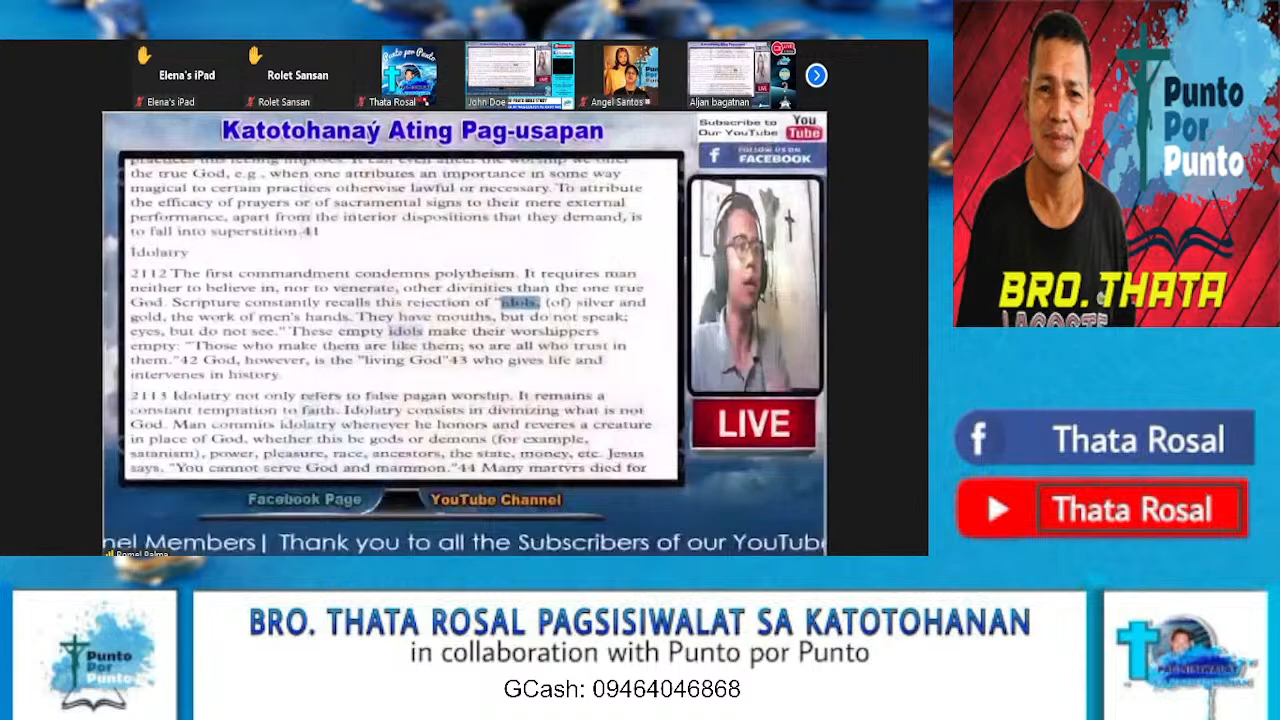 Elena's iPad
Rolet Sansan
Elena's iPad
Rolet Sansan
Thata Rosal
John Doe
Angel Santos
Aljan bagatnan
Katotohanaý Ating Pag-usapan
Subscribe to
Our YouTube
You
Tube
FOLLOW US ON
FACEBOOK
the true God, e.g., when one attributes an importance in some way
magical to certain practices otherwise lawful or necessary. To attribute
the efficacy of prayers or of sacramental signs to their mere external
performance, apart from the interior dispositions that they demand, is
to fall into superstition.41
Idolatry
2112 The first commandment condemns polytheism. It requires man
neither to believe in, nor to venerate, other divinities than the one true
God. Scripture constantly recalls this rejection of "idols, (of) silver and
gold, the work of men's hands. They have mouths, but do not speak;
eyes, but do not see." These empty idols make their worshippers
empty: "Those who make them are like them; so are all who trust in
them."42 God, however, is the "living God"43 who gives life and
intervenes in history.
2113 Idolatry not only refers to false pagan worship. It remains a
constant temptation to faith. Idolatry consists in divinizing what is not
God. Man commits idolatry whenever he honors and reveres a creature
in place of God, whether this be gods or demons (for example,
satanism), power, pleasure, race, ancestors, the state, money, etc. Jesus
says, "You cannot serve God and mammon."44 Many martyrs died for
LIVE
Facebook Page
YouTube Channel
nel Members| Thank you to all the Subscribers of our YouTub
Romel Palma
Punto
Por
Punto
BRO. THATA
LACOSTE
Thata Rosal
Thata Rosal
Punto
Por
Punto
BRO. THATA ROSAL PAGSISIWALAT SA KATOTOHANAN
in collaboration with Punto por Punto
GCash: 09464046868